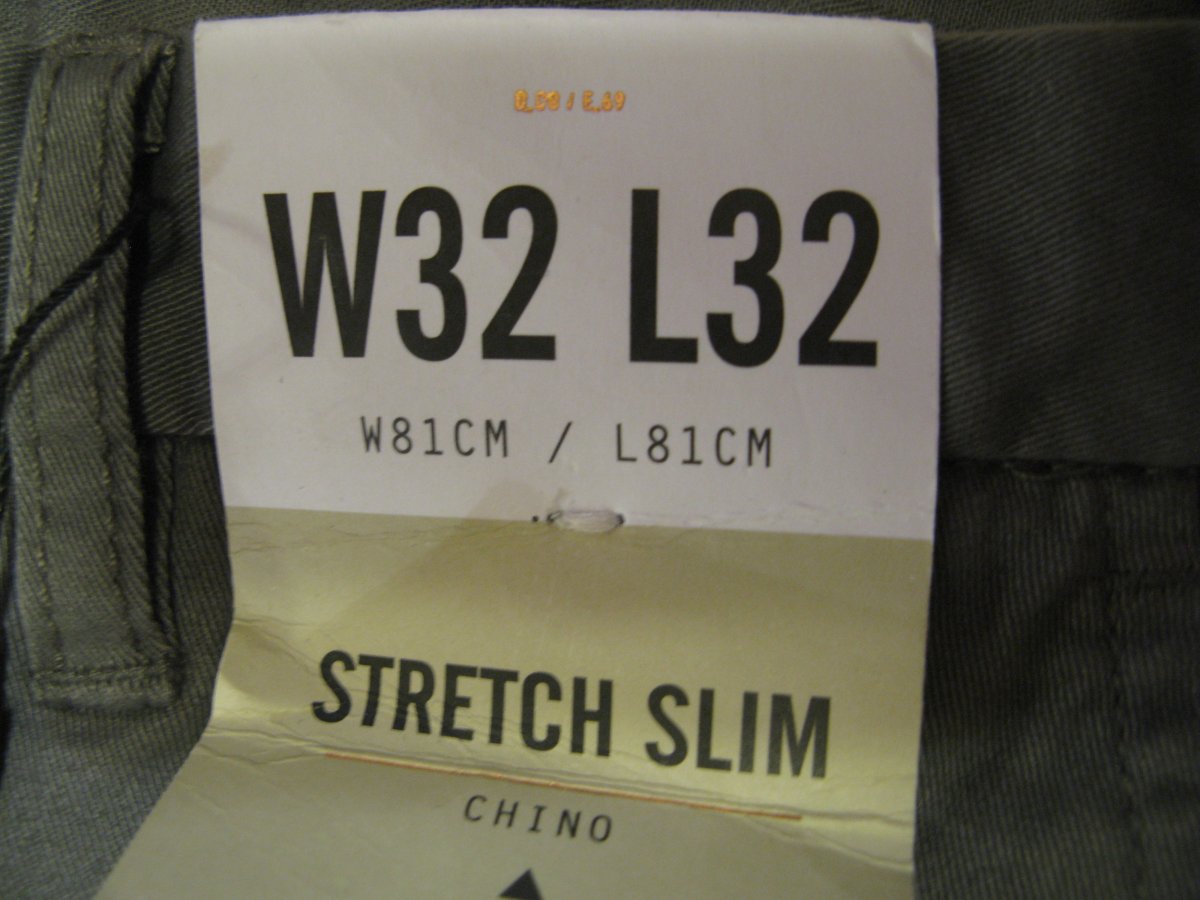 W32 L32
W81CM / L81CM
STRETCH SLIM
CHINO